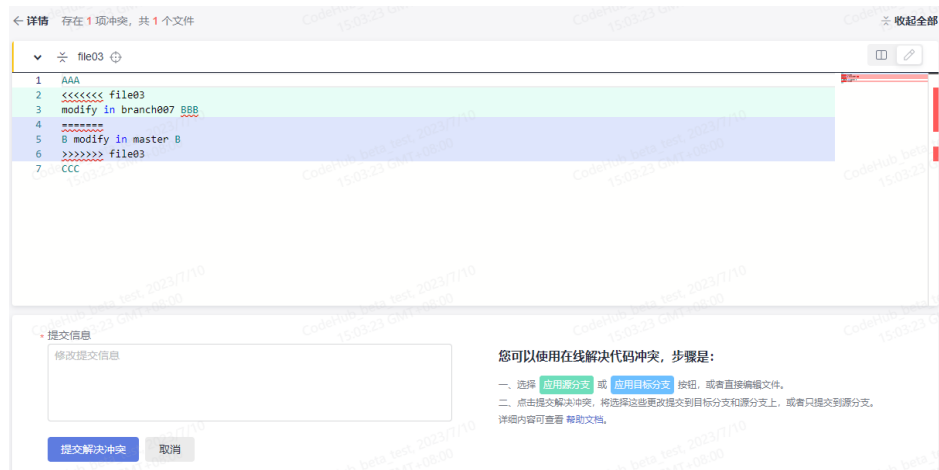 详情 存在 1 项冲突，共 1 个文件 收起全部
file03
1 AAA
2 <<<<<<< file03
3 modify in branch007 BBB
4 =======
5 B modify in master B
6 >>>>>>> file03
7 CCC
* 提交信息
修改提交信息
提交解决冲突 取消
您可以使用在线解决代码冲突，步骤是：
一、选择 应用源分支 或 应用目标分支 按钮，或者直接编辑文件。
二、点击提交解决冲突，将选择这些更改提交到目标分支和源分支上，或者只提交到源分支。
详细内容可查看 帮助文档。
CodeHub_beta_test, 2023/7/10
15:03:23 GMT+08:00